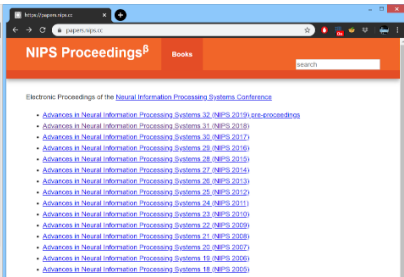 https://papers.nips.cc
papers.nips.cc
NIPS Proceedingsβ
Books
search
Electronic Proceedings of the Neural Information Processing Systems Conference
Advances in Neural Information Processing Systems 32 (NIPS 2019) pre-proceedings
Advances in Neural Information Processing Systems 31 (NIPS 2018)
Advances in Neural Information Processing Systems 30 (NIPS 2017)
Advances in Neural Information Processing Systems 29 (NIPS 2016)
Advances in Neural Information Processing Systems 28 (NIPS 2015)
Advances in Neural Information Processing Systems 27 (NIPS 2014)
Advances in Neural Information Processing Systems 26 (NIPS 2013)
Advances in Neural Information Processing Systems 25 (NIPS 2012)
Advances in Neural Information Processing Systems 24 (NIPS 2011)
Advances in Neural Information Processing Systems 23 (NIPS 2010)
Advances in Neural Information Processing Systems 22 (NIPS 2009)
Advances in Neural Information Processing Systems 21 (NIPS 2008)
Advances in Neural Information Processing Systems 20 (NIPS 2007)
Advances in Neural Information Processing Systems 19 (NIPS 2006)
Advances in Neural Information Processing Systems 18 (NIPS 2005)